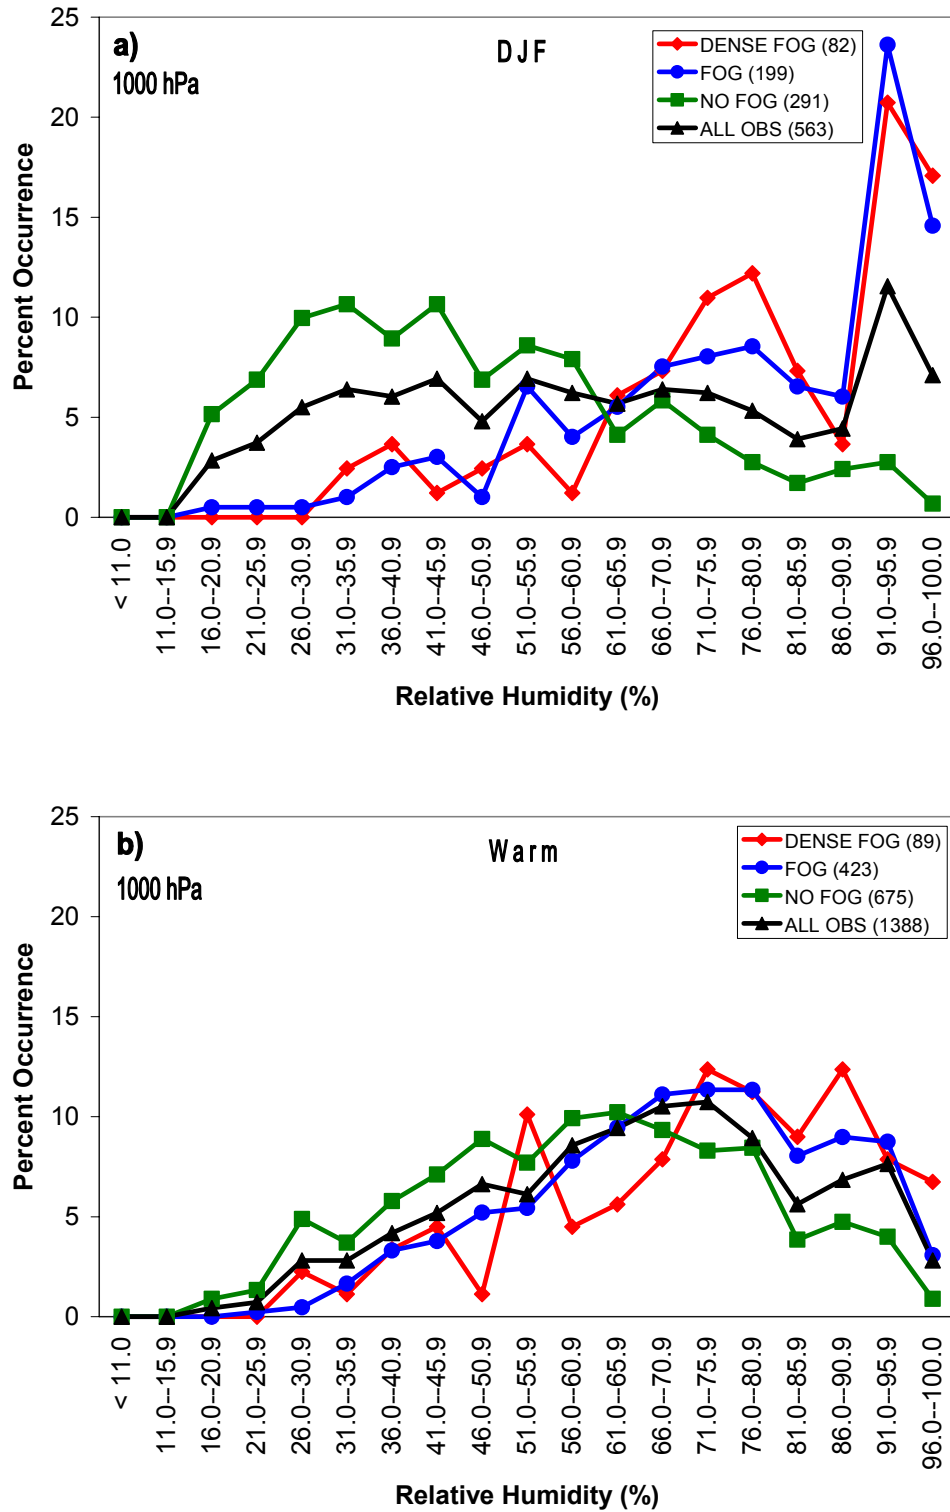 a)
DJF
1000 hPa
DENSE FOG (82)
FOG (199)
NO FOG (291)
ALL OBS (563)
25
20
15
10
5
0
Percent Occurrence
< 11.0
11.0--15.9
16.0--20.9
21.0--25.9
26.0--30.9
31.0--35.9
36.0--40.9
41.0--45.9
46.0--50.9
51.0--55.9
56.0--60.9
61.0--65.9
66.0--70.9
71.0--75.9
76.0--80.9
81.0--85.9
86.0--90.9
91.0--95.9
96.0--100.0
Relative Humidity (%)
b)
Warm
1000 hPa
DENSE FOG (89)
FOG (423)
NO FOG (675)
ALL OBS (1388)
25
20
15
10
5
0
Percent Occurrence
< 11.0
11.0--15.9
16.0--20.9
21.0--25.9
26.0--30.9
31.0--35.9
36.0--40.9
41.0--45.9
46.0--50.9
51.0--55.9
56.0--60.9
61.0--65.9
66.0--70.9
71.0--75.9
76.0--80.9
81.0--85.9
86.0--90.9
91.0--95.9
96.0--100.0
Relative Humidity (%)